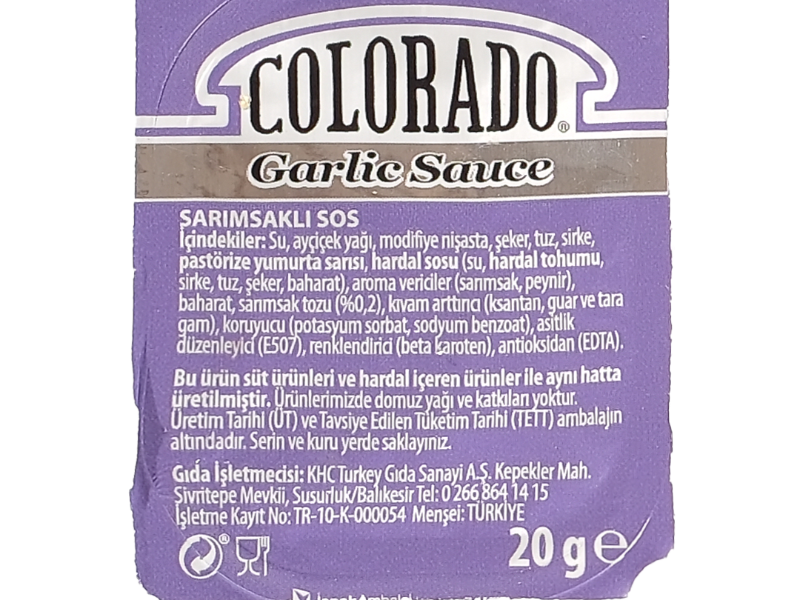 COLORADO®
Garlic Sauce
SARIMSAKLI SOS
İçindekiler: Su, ayçiçek yağı, modifiye nişasta, şeker, tuz, sirke,
pastörize yumurta sarısı, hardal sosu (su, hardal tohumu,
sirke, tuz, şeker, baharat), aroma vericiler (sarımsak, peynir),
baharat, sarımsak tozu (%0,2), kıvam arttırıcı (ksantan, guar ve tara
gam), koruyucu (potasyum sorbat, sodyum benzoat), asitlik
düzenleyici (E507), renklendirici (beta karoten), antioksidan (EDTA).
Bu ürün süt ürünleri ve hardal içeren ürünler ile aynı hatta
üretilmiştir. Ürünlerimizde domuz yağı ve katkıları yoktur.
Üretim Tarihi (ÜT) ve Tavsiye Edilen Tüketim Tarihi (TETT) ambalajın
altındadır. Serin ve kuru yerde saklayınız.
Gıda İşletmecisi: KHC Turkey Gıda Sanayi A.Ş. Kepekler Mah.
Şivritepe Mevkii, Susurluk/Balıkesir Tel: 0 266 864 14 15
İşletme Kayıt No: TR-10-K-000054 Menşei: TÜRKİYE
® 20 g e